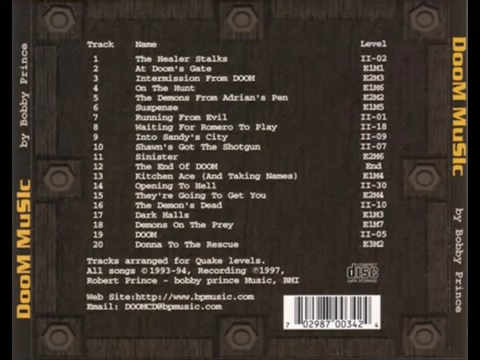 DooM MuSIc
by Bobby Prince
Track Name Level
1 The Healer Stalks II-02
2 At Doom's Gate E1M1
3 Intermission From DOOM E2M3
4 On The Hunt E1M6
5 The Demons From Adrian's Pen E2M2
6 Suspense E1M5
7 Running From Evil II-01
8 Waiting For Romero To Play II-18
9 Into Sandy's City II-09
10 Shawn's Got The Shotgun II-07
11 Sinister E2M6
12 The End Of DOOM End
13 Kitchen Ace (And Taking Names) E1M4
14 Opening To Hell II-30
15 They're Going To Get You E2M4
16 The Demon's Dead II-10
17 Dark Halls E1M3
18 Demons On The Prey E1M7
19 DOOM II-05
20 Donna To The Rescue E3M2
Tracks arranged for Quake levels.
All songs ©1993-94, Recording ℗1997,
Robert Prince - bobby prince Music, BMI
Web Site:http://www.bpmusic.com
Email: DOOMCD@bpmusic.com
COMPACT
disc
DATA STORAGE
7 02987 00342 4
DooM MuSIc
by Bobby Prince